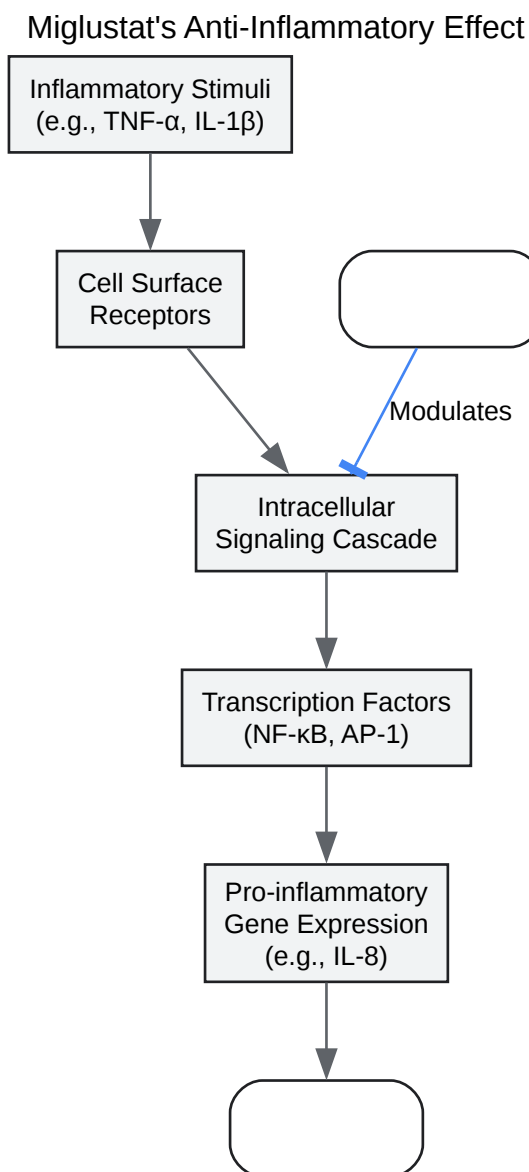 Miglustat's Anti-Inflammatory Effect
Inflammatory Stimuli
(e.g., TNF-α, IL-1β)
Cell Surface
Receptors
Modulates
Intracellular
Signaling Cascade
Transcription Factors
(NF-κB, AP-1)
Pro-inflammatory
Gene Expression
(e.g., IL-8)